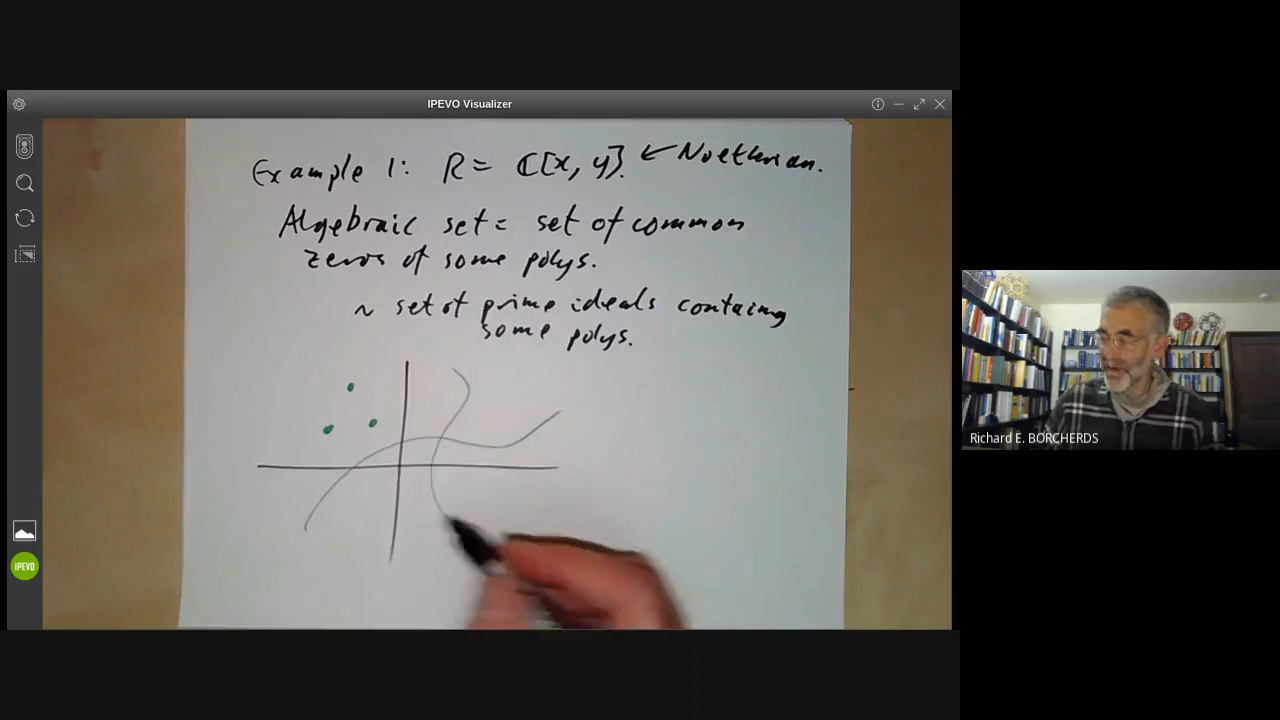 IPEVO Visualizer
Example 1: R = ℂ[x, y]. ← Noetherian.
Algebraic set = set of common
zeros of some polys.
~ set of prime ideals containg
some polys.
Richard E. BORCHERDS
IPEVO